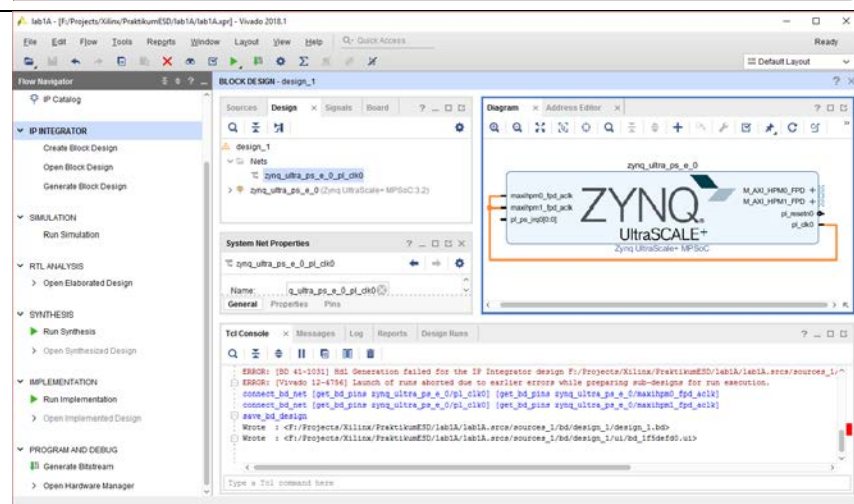 lab1A - [F:/Projects/Xilinx/PraktikumESD/lab1A/lab1A.xpr] - Vivado 2018.1
File Edit Flow Tools Reports Window Layout View Help Quick Access
Ready
Default Layout
Flow Navigator
IP Catalog
IP INTEGRATOR
Create Block Design
Open Block Design
Generate Block Design
SIMULATION
Run Simulation
RTL ANALYSIS
Open Elaborated Design
SYNTHESIS
Run Synthesis
Open Synthesized Design
IMPLEMENTATION
Run Implementation
Open Implemented Design
PROGRAM AND DEBUG
Generate Bitstream
Open Hardware Manager
BLOCK DESIGN - design_1
Sources Design Signals Board
design_1
Nets
zynq_ultra_ps_e_0_pl_clk0
zynq_ultra_ps_e_0 (Zynq UltraScale+ MPSoC:3.2)
System Net Properties
zynq_ultra_ps_e_0_pl_clk0
Name: q_ultra_ps_e_0_pl_clk0
General Properties Pins
Diagram Address Editor
zynq_ultra_ps_e_0
maxihpm0_fpd_aclk
maxihpm1_fpd_aclk
pl_ps_irq0[0:0]
ZYNQ
UltraSCALE+
M_AXI_HPM0_FPD
M_AXI_HPM1_FPD
pl_resetn0
pl_clk0
Zynq UltraScale+ MPSoC
Tcl Console Messages Log Reports Design Runs
ERROR: [BD 41-1031] Hdl Generation failed for the IP Integrator design F:/Projects/Xilinx/PraktikumESD/lab1A/lab1A.srcs/sources_1/
ERROR: [Vivado 12-4756] Launch of runs aborted due to earlier errors while preparing sub-designs for run execution.
connect_bd_net [get_bd_pins zynq_ultra_ps_e_0/pl_clk0] [get_bd_pins zynq_ultra_ps_e_0/maxihpm0_fpd_aclk]
connect_bd_net [get_bd_pins zynq_ultra_ps_e_0/pl_clk0] [get_bd_pins zynq_ultra_ps_e_0/maxihpm1_fpd_aclk]
save_bd_design
Wrote : <F:/Projects/Xilinx/PraktikumESD/lab1A/lab1A.srcs/sources_1/bd/design_1/design_1.bd>
Wrote : <F:/Projects/Xilinx/PraktikumESD/lab1A/lab1A.srcs/sources_1/bd/design_1/ui/bd_1f5defd0.ui>
Type a Tcl command here